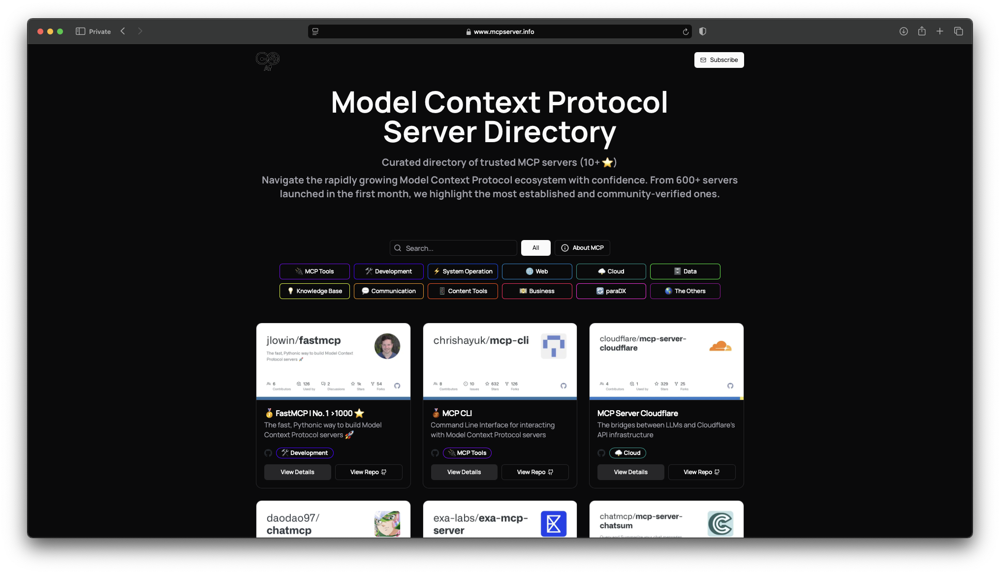 Private
www.mcpserver.info
C4
Ai
Subscribe
Model Context Protocol
Server Directory
Curated directory of trusted MCP servers (10+ ⭐)
Navigate the rapidly growing Model Context Protocol ecosystem with confidence. From 600+ servers
launched in the first month, we highlight the most established and community-verified ones.
Search...
All
About MCP
MCP Tools
Development
System Operation
Web
Cloud
Data
Knowledge Base
Communication
Content Tools
Business
paraDX
The Others
jlowin/fastmcp
The fast, Pythonic way to build Model Context
Protocol servers 🚀
6 Contributors
126 Used by
2 Discussions
1k Stars
54 Forks
🥇 FastMCP | No. 1 >1000 ⭐
The fast, Pythonic way to build Model
Context Protocol servers 🚀
Development
View Details
View Repo
chrishayuk/mcp-cli
8 Contributors
10 Issues
632 Stars
126 Forks
🥉 MCP CLI
Command Line Interface for interacting
with Model Context Protocol servers
MCP Tools
View Details
View Repo
cloudflare/mcp-server-
cloudflare
4 Contributors
1 Used by
329 Stars
25 Forks
MCP Server Cloudflare
The bridges between LLMs and Cloudflare's
API infrastructure
Cloud
View Details
View Repo
daodao97/
chatmcp
exa-labs/exa-mcp-
server
chatmcp/mcp-server-
chatsum
Query and Summarize your chat messages